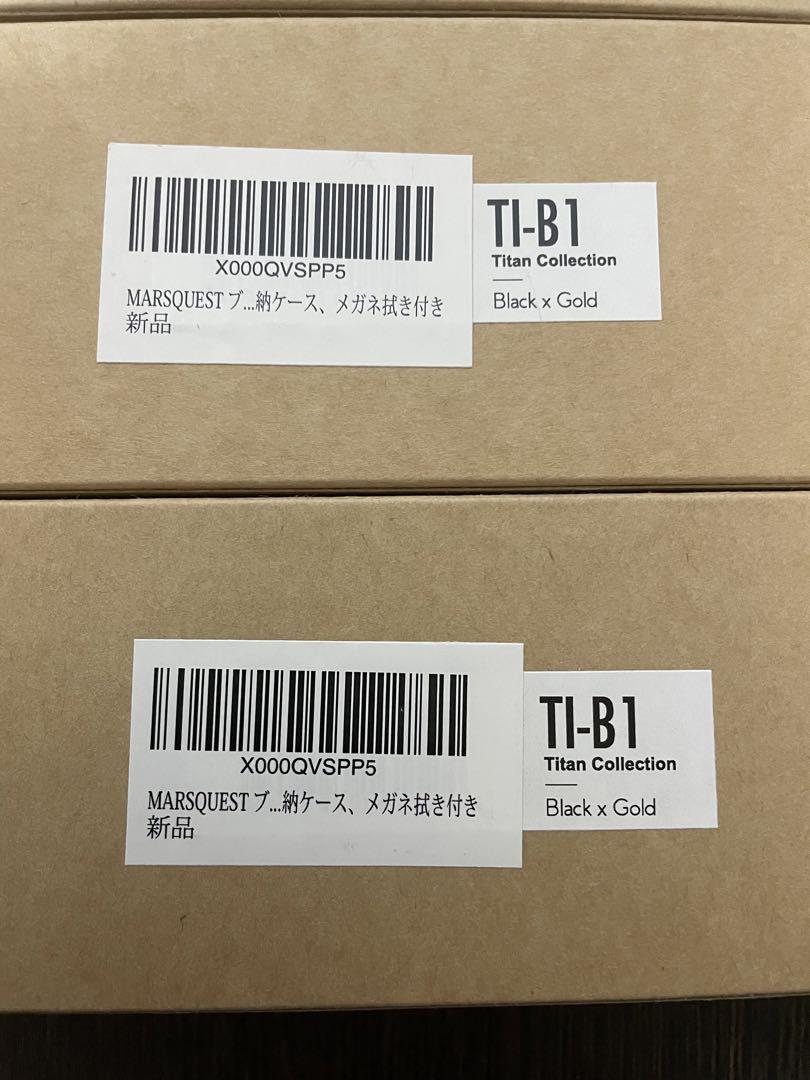 X000QVSPP5
MARSQUEST ブ...納ケース、メガネ拭き付き
新品
TI-B1
Titan Collection
Black x Gold
X000QVSPP5
MARSQUEST ブ...納ケース、メガネ拭き付き
新品
TI-B1
Titan Collection
Black x Gold